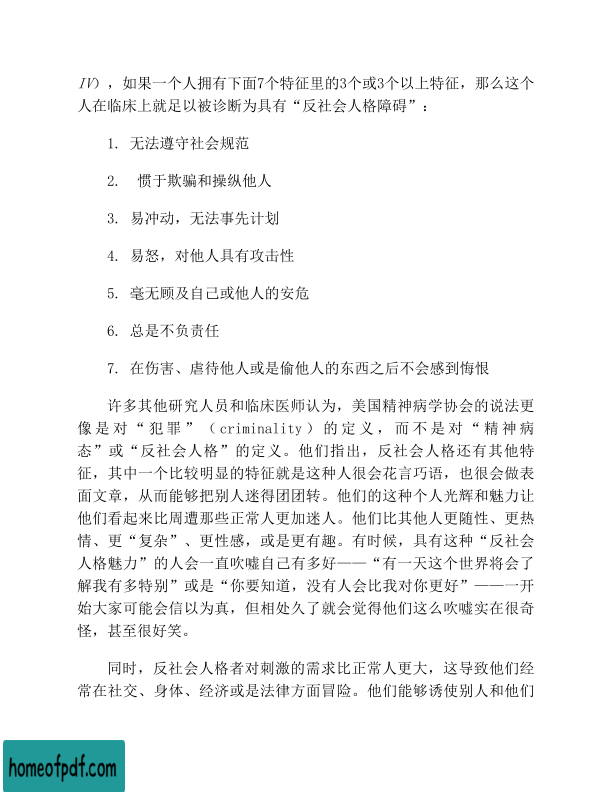 IV），如果一个人拥有下面7个特征里的3个或3个以上特征，那么这个
人在临床上就足以被诊断为具有“反社会人格障碍”：
1. 无法遵守社会规范
2. 惯于欺骗和操纵他人
3. 易冲动，无法事先计划
4. 易怒，对他人具有攻击性
5. 毫无顾及自己或他人的安危
6. 总是不负责任
7. 在伤害、虐待他人或是偷他人的东西之后不会感到悔恨
许多其他研究人员和临床医师认为，美国精神病学协会的说法更
像是对“犯罪”（criminality）的定义，而不是对“精神病
态”或“反社会人格”的定义。他们指出，反社会人格还有其他特
征，其中一个比较明显的特征就是这种人很会花言巧语，也很会做表
面文章，从而能够把别人迷得团团转。他们的这种个人光辉和魅力让
他们看起来比周遭那些正常人更加迷人。他们比其他人更随性、更热
情、更“复杂”、更性感，或是更有趣。有时候，具有这种“反社会
人格魅力”的人会一直吹嘘自己有多好——“有一天这个世界将会了
解我有多特别”或是“你要知道，没有人会比我对你更好”——一开
始大家可能会信以为真，但相处久了就会觉得他们这么吹嘘实在很奇
怪，甚至很好笑。
同时，反社会人格者对刺激的需求比正常人更大，这导致他们经
常在社交、身体、经济或是法律方面冒险。他们能够诱使别人和他们
homeofpdf.com